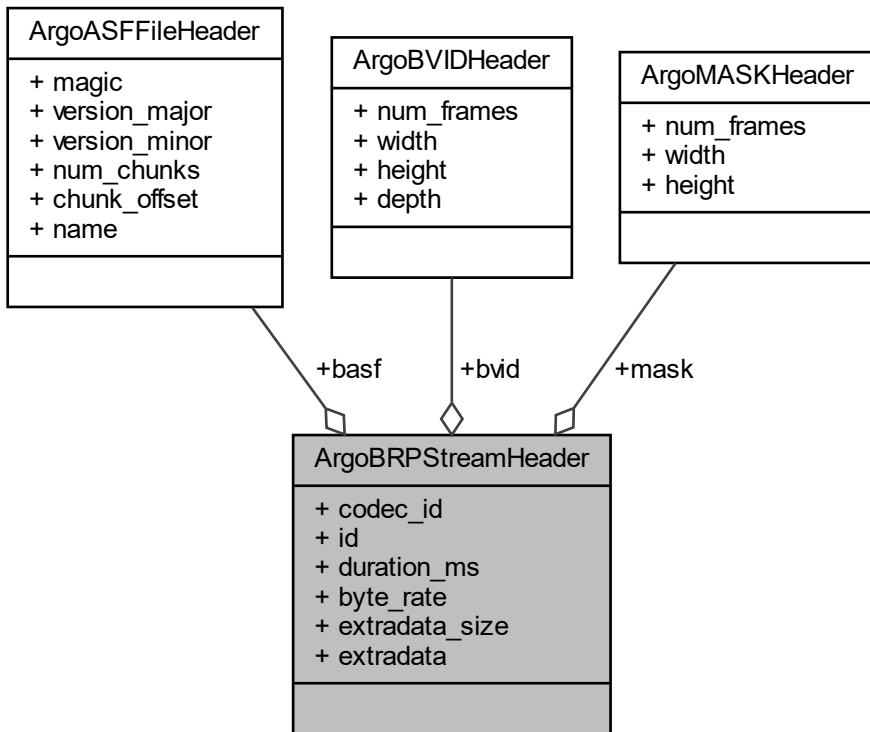 ArgoASFFileHeader
+ magic
+ version_major
+ version_minor
+ num_chunks
+ chunk_offset
+ name
ArgoBVIDHeader
+ num_frames
+ width
+ height
+ depth
ArgoMASKHeader
+ num_frames
+ width
+ height
+basf
+bvid
+mask
ArgoBRPStreamHeader
+ codec_id
+ id
+ duration_ms
+ byte_rate
+ extradata_size
+ extradata